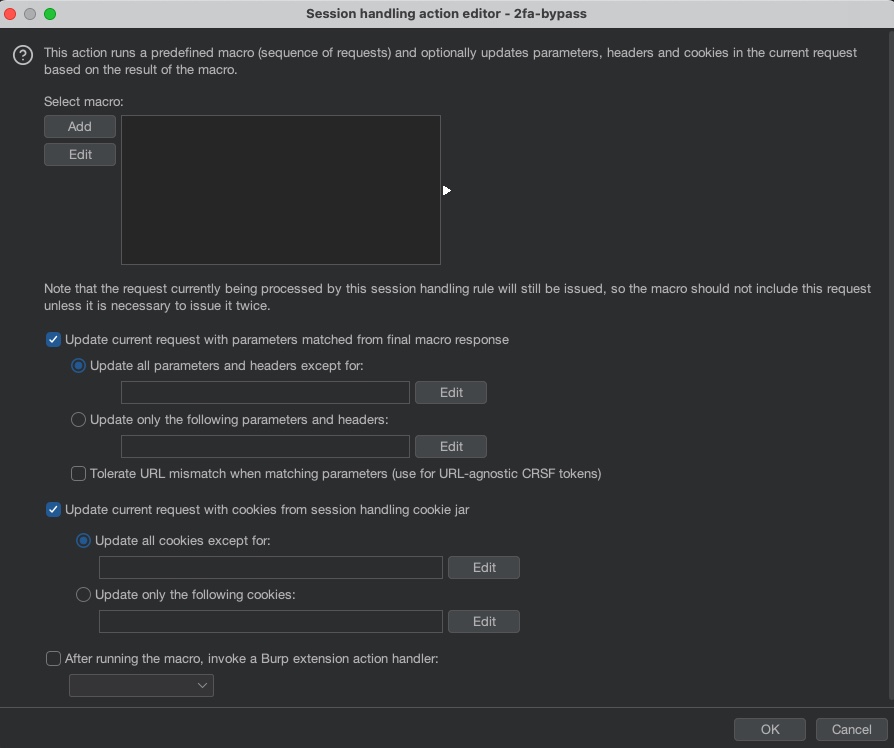 Session handling action editor - 2fa-bypass
This action runs a predefined macro (sequence of requests) and optionally updates parameters, headers and cookies in the current request
based on the result of the macro.
Select macro:
Add
Edit
Note that the request currently being processed by this session handling rule will still be issued, so the macro should not include this request
unless it is necessary to issue it twice.
Update current request with parameters matched from final macro response
Update all parameters and headers except for:
Edit
Update only the following parameters and headers:
Edit
Tolerate URL mismatch when matching parameters (use for URL-agnostic CRSF tokens)
Update current request with cookies from session handling cookie jar
Update all cookies except for:
Edit
Update only the following cookies:
Edit
After running the macro, invoke a Burp extension action handler:
OK
Cancel